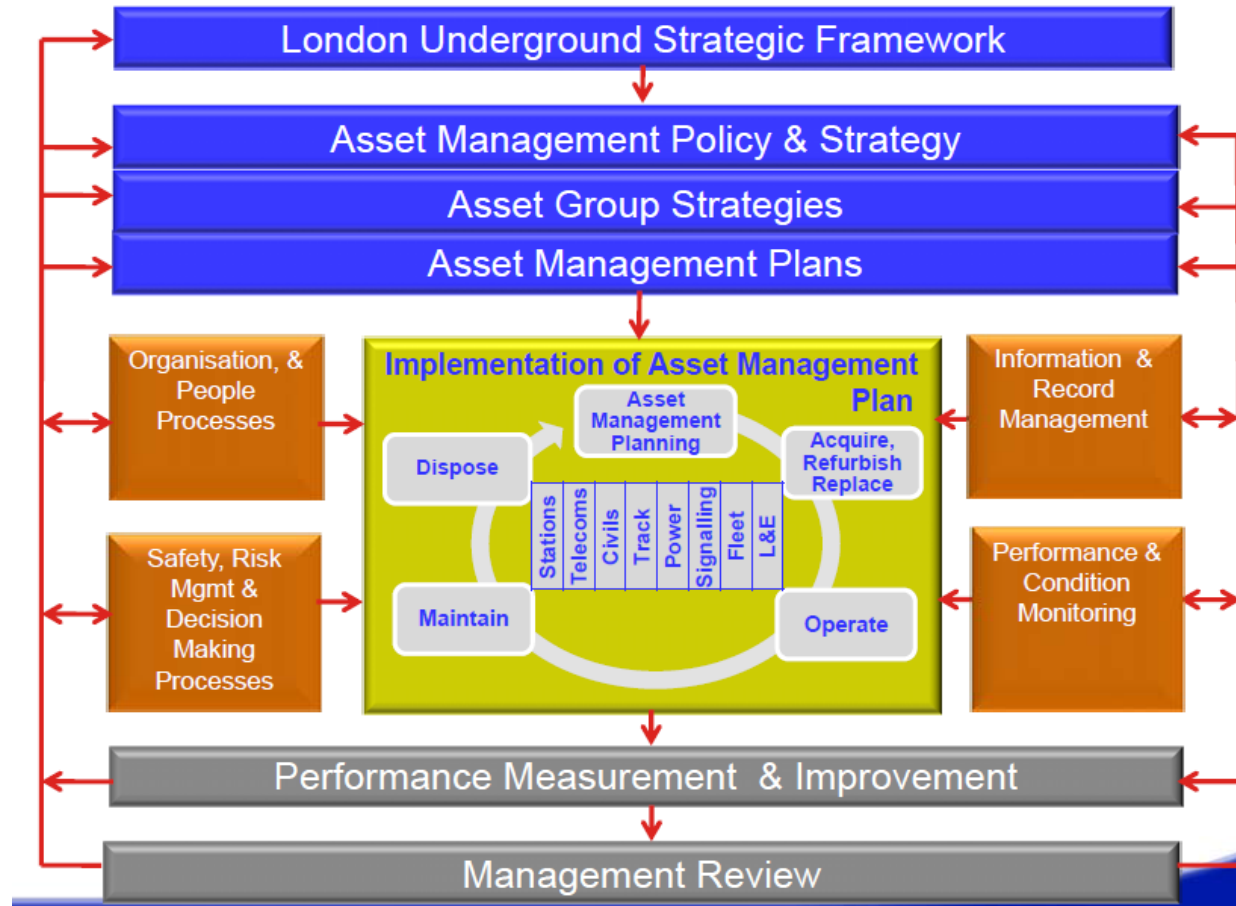 London Underground Strategic Framework
Asset Management Policy & Strategy
Asset Group Strategies
Asset Management Plans
Organisation, &
People
Processes
Safety, Risk
Mgmt &
Decision
Making
Processes
Implementation of Asset Management
Plan
Asset
Management
Planning
Acquire,
Refurbish
Replace
Operate
Maintain
Dispose
Stations
Telecoms
Civils
Track
Power
Signalling
Fleet
L&E
Information &
Record
Management
Performance &
Condition
Monitoring
Performance Measurement & Improvement
Management Review